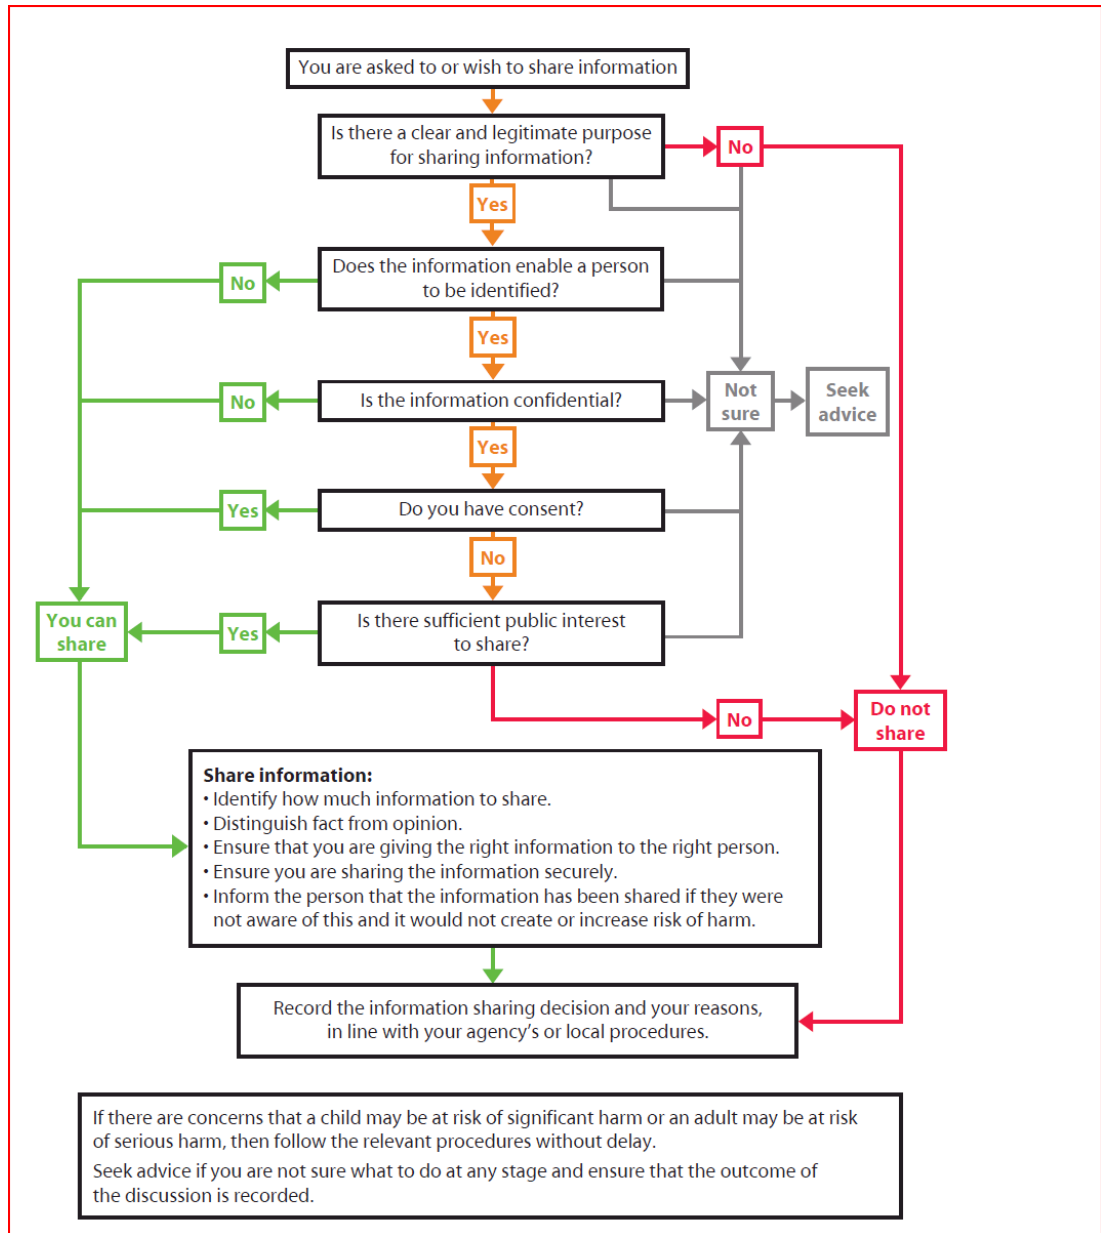 You are asked to or wish to share information
Is there a clear and legitimate purpose
for sharing information?
No
Yes
Does the information enable a person
to be identified?
No
Yes
Is the information confidential?
No
Not
sure
Seek
advice
Yes
Do you have consent?
Yes
No
Is there sufficient public interest
to share?
Yes
You can
share
No
Do not
share
Share information:
• Identify how much information to share.
• Distinguish fact from opinion.
• Ensure that you are giving the right information to the right person.
• Ensure you are sharing the information securely.
• Inform the person that the information has been shared if they were
not aware of this and it would not create or increase risk of harm.
Record the information sharing decision and your reasons,
in line with your agency’s or local procedures.
If there are concerns that a child may be at risk of significant harm or an adult may be at risk
of serious harm, then follow the relevant procedures without delay.
Seek advice if you are not sure what to do at any stage and ensure that the outcome of
the discussion is recorded.